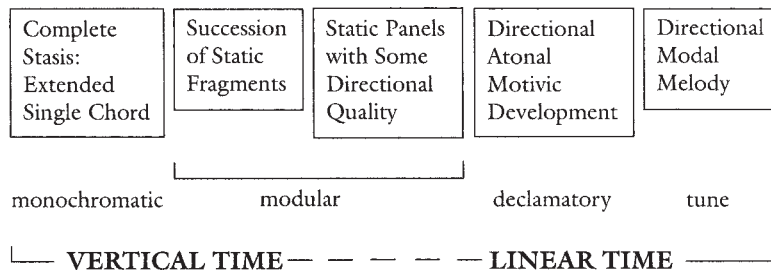 Complete
Stasis:
Extended
Single Chord
Succession
of Static
Fragments
Static Panels
with Some
Directional
Quality
Directional
Atonal
Motivic
Development
Directional
Modal
Melody
monochromatic modular declamatory tune
VERTICAL TIME — — — — LINEAR TIME